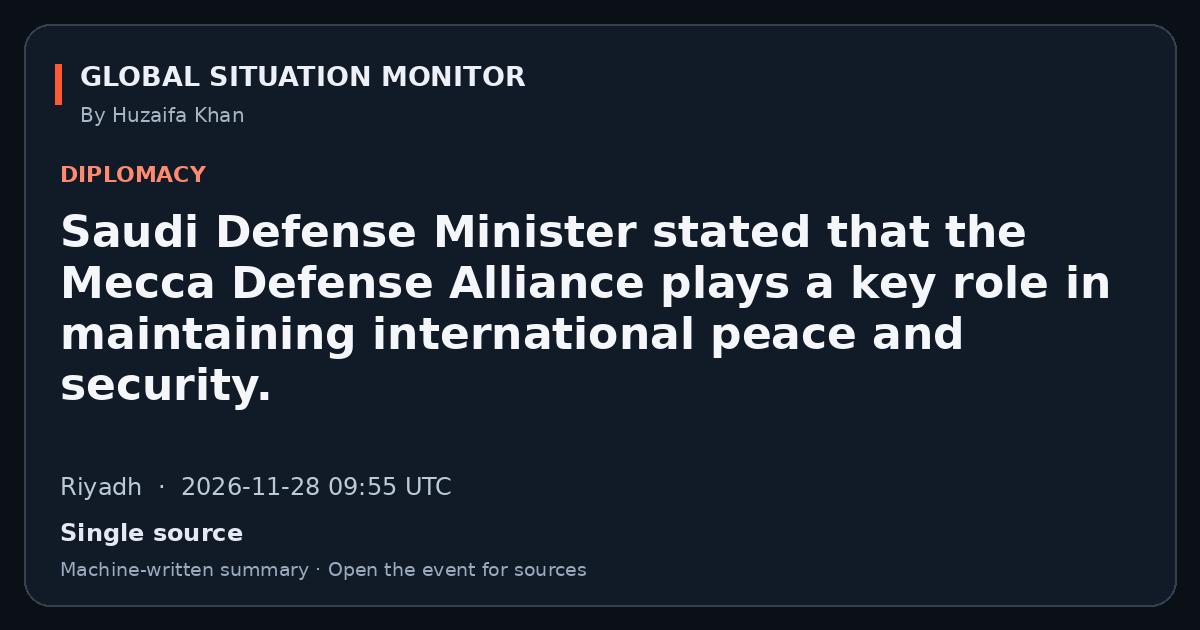 GLOBAL SITUATION MONITOR
By Huzaifa Khan
DIPLOMACY
Saudi Defense Minister stated that the
Mecca Defense Alliance plays a key role in
maintaining international peace and
security.
Riyadh · 2026-11-28 09:55 UTC
Single source
Machine-written summary · Open the event for sources